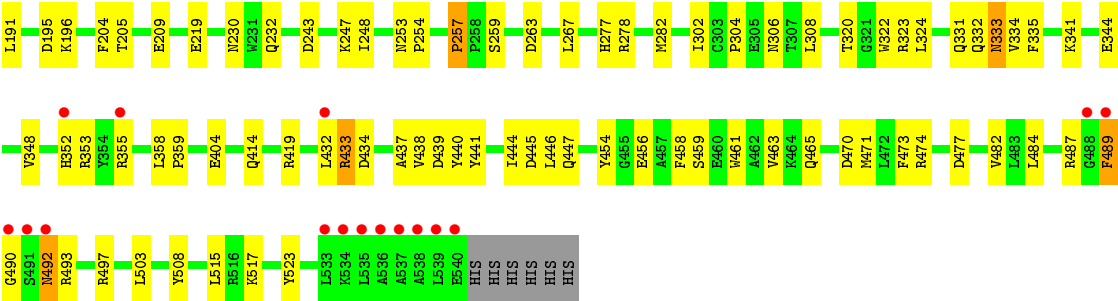 L191 D195 K196 F204 T205 E209 E219 N230 W231 Q232 D243 K247 I248 N253 P254 P257 P258 S259 D263 L267 H277 R278 M282 I302 C303 P304 E305 N306 T307 L308 T320 G321 W322 R323 L324 Q331 Q332 N333 V334 F335 K341 E344
V348 H352 R353 Y354 R355 L358 P359 E404 Q414 R419 L432 R433 D434 A437 V438 D439 Y440 Y441 I444 D445 L446 Q447 Y454 G455 E456 A457 F458 S459 E460 W461 A462 V463 K464 Q465 D470 M471 L472 F473 R474 D477 V482 L483 L484 R487 G488 F489
G490 S491 N492 R493 R497 L503 Y508 L515 R516 K517 Y523 L533 K534 L535 A536 A537 A538 L539 E540 HIS HIS HIS HIS HIS HIS